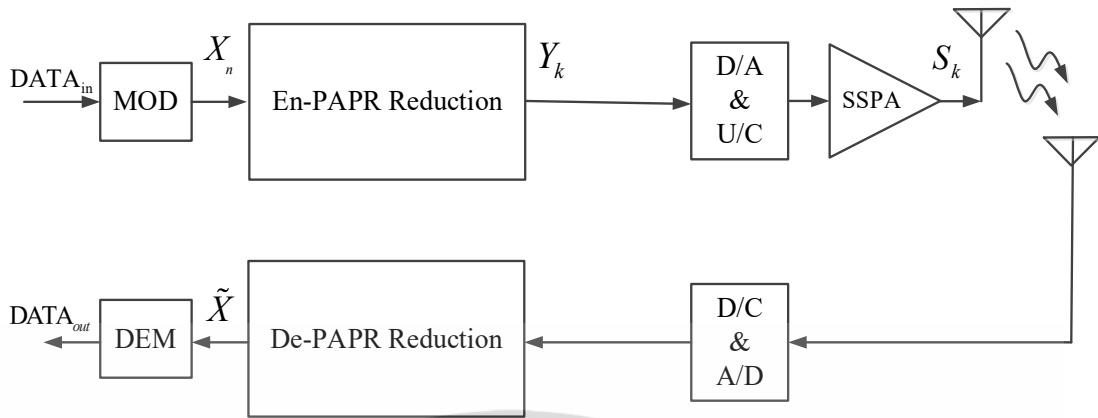 DATA_in
MOD
X_n
En-PAPR Reduction
Y_k
D/A
&
U/C
SSPA
S_k
DATA_out
DEM
X̃
De-PAPR Reduction
D/C
&
A/D